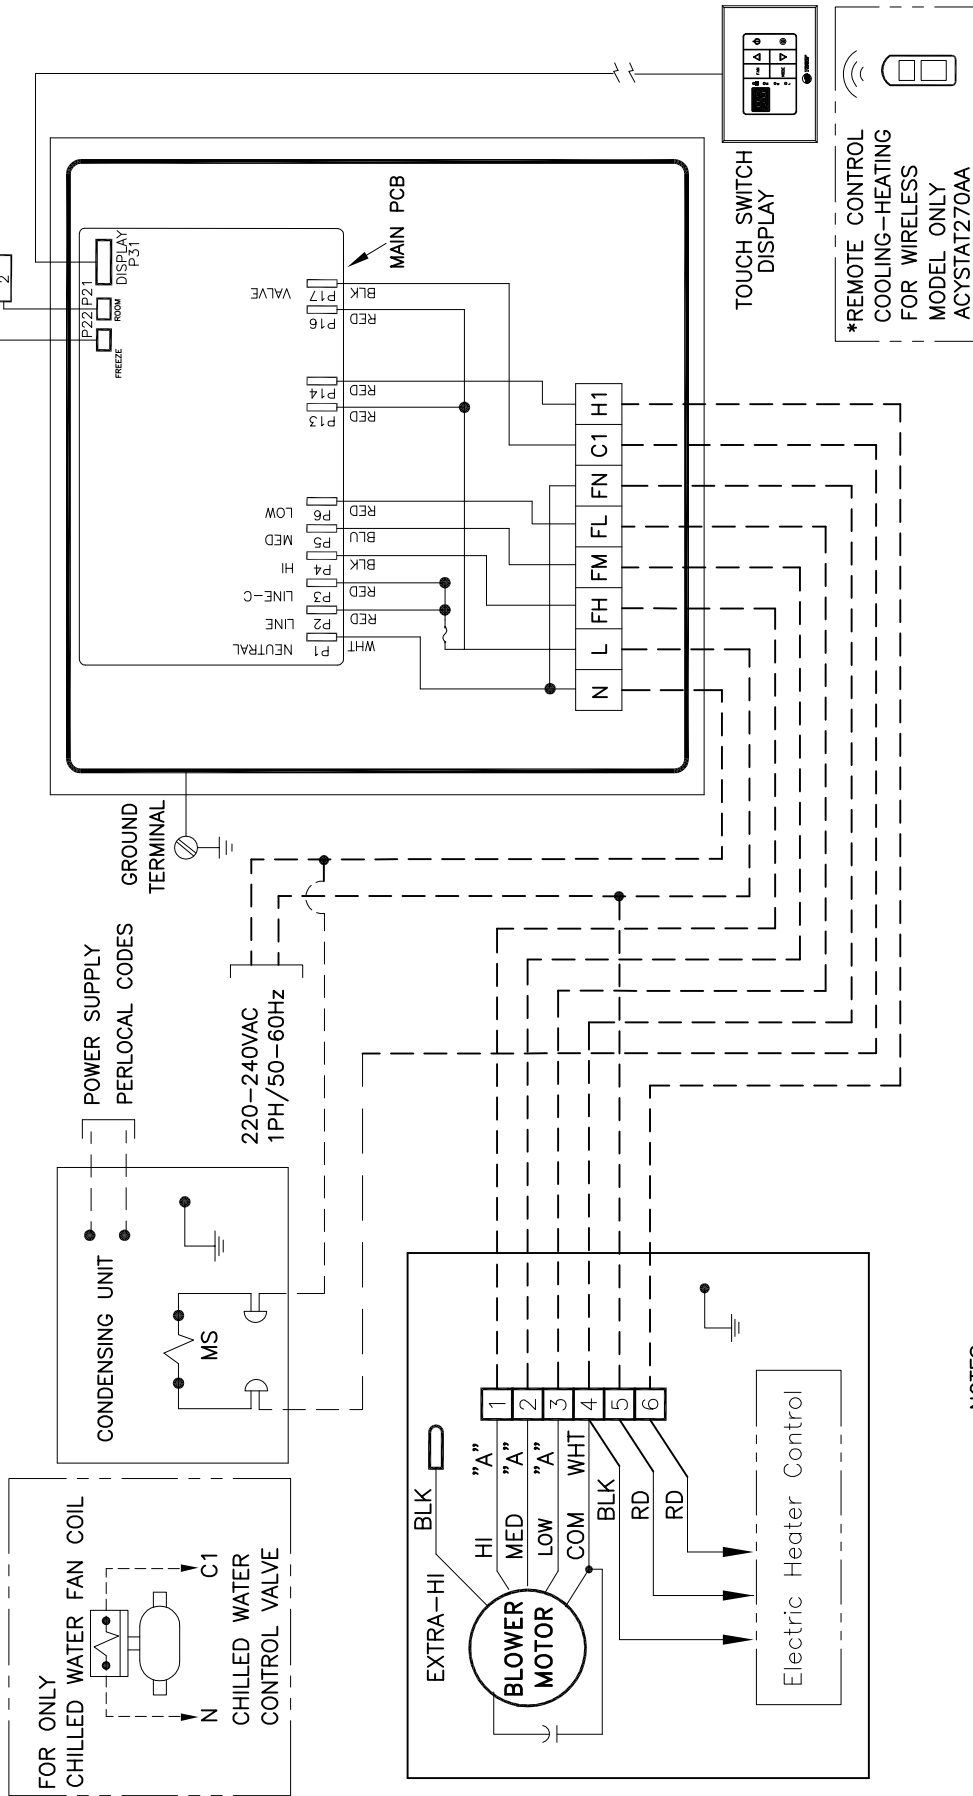 FOR ONLY
CHILLED WATER FAN COIL
N
C1
CHILLED WATER
CONTROL VALVE
CONDENSING UNIT
MS
POWER SUPPLY
PERLOCAL CODES
220-240VAC
1PH/50-60Hz
GROUND
TERMINAL
2
P22
P21
FREEZE
ROOM
DISPLAY
P31
MAIN PCB
NEUTRAL
LINE
LINE-C
HI
MED
LOW
VALVE
P1
P2
P3
P4
P5
P6
P13
P14
P16
P17
WHT
RED
RED
BLK
BLU
RED
RED
RED
RED
BLK
N
L
FH
FM
FL
FN
C1
H1
TOUCH SWITCH
DISPLAY
FAN
MODE
*REMOTE CONTROL
COOLING-HEATING
FOR WIRELESS
MODEL ONLY
ACYSTAT270AA
BLK
EXTRA-HI
BLOWER
MOTOR
HI
"A"
MED
"A"
LOW
"A"
COM
WHT
BLK
RD
RD
1
2
3
4
5
6
Electric Heater Control